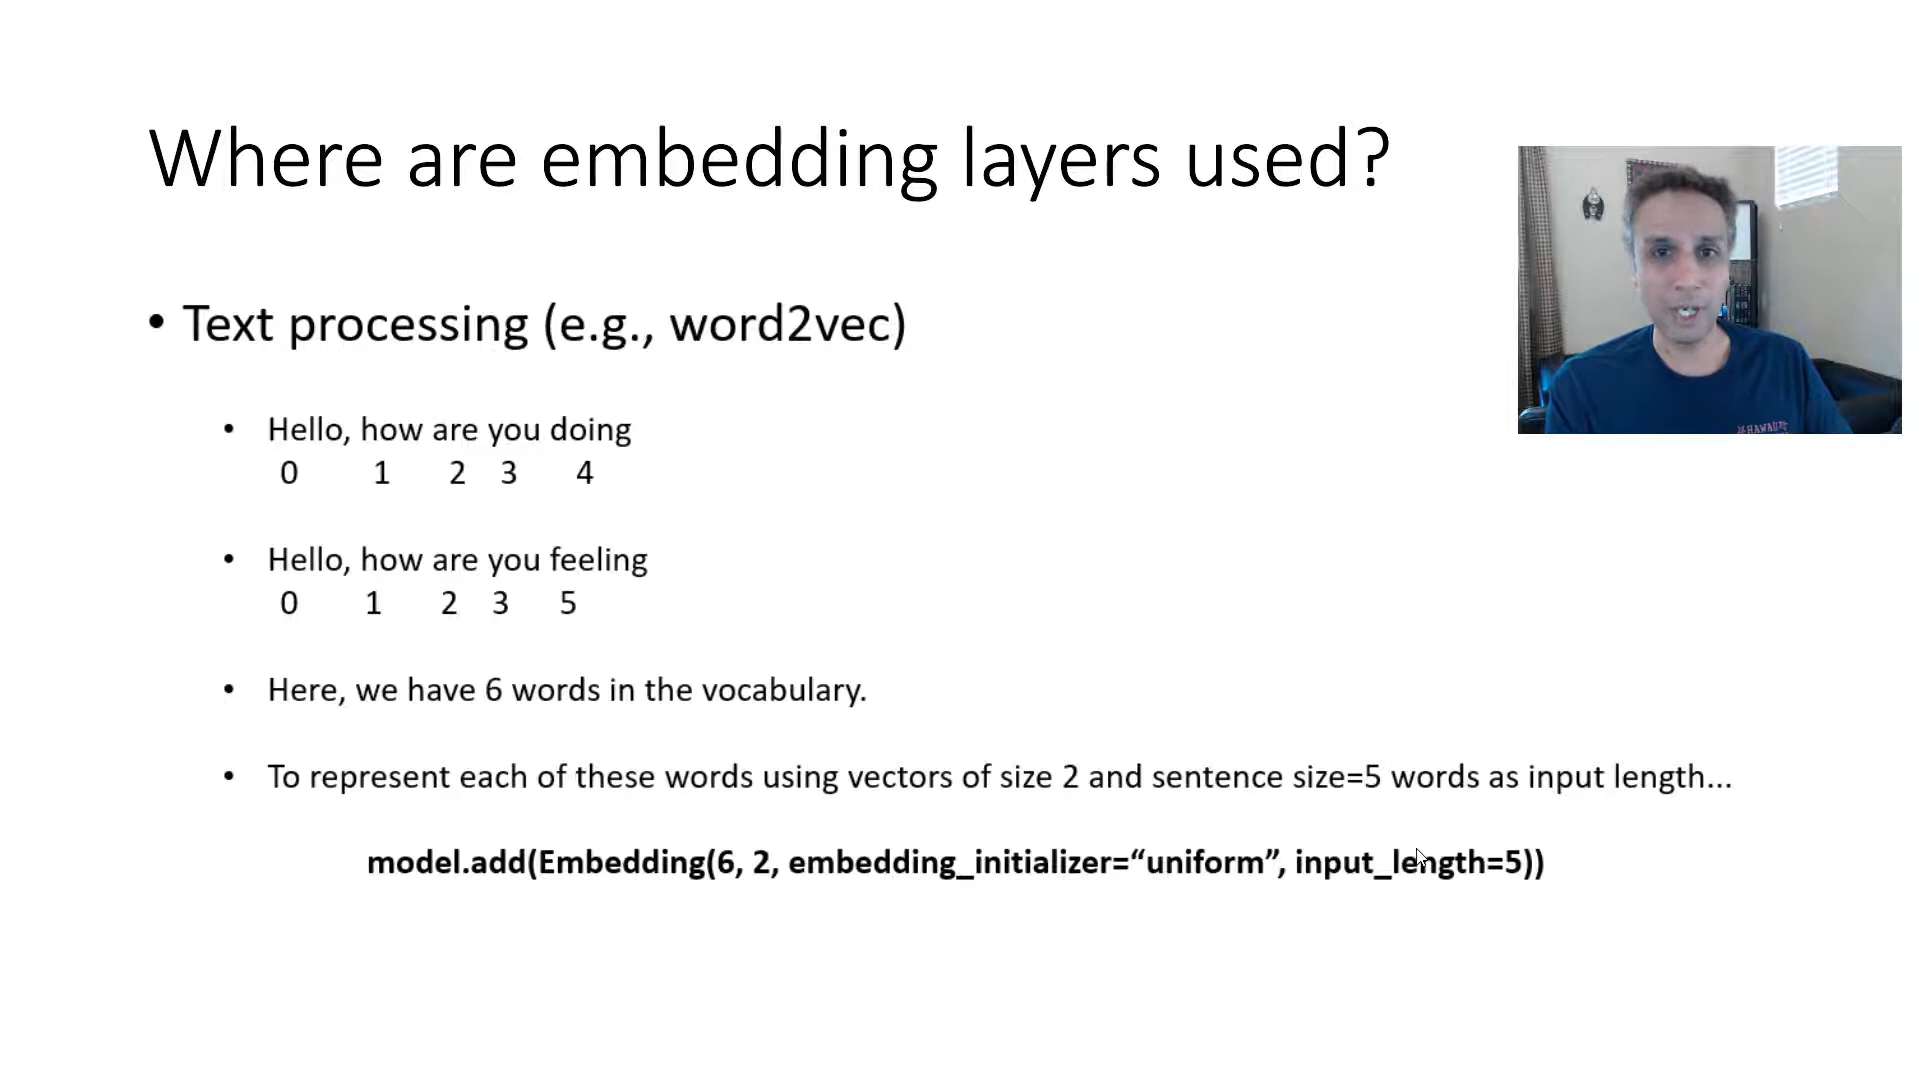 Where are embedding layers used?
• Text processing (e.g., word2vec)
• Hello, how are you doing
0 1 2 3 4
• Hello, how are you feeling
0 1 2 3 5
• Here, we have 6 words in the vocabulary.
• To represent each of these words using vectors of size 2 and sentence size=5 words as input length...
model.add(Embedding(6, 2, embedding_initializer=“uniform”, input_length=5))
HAWAII